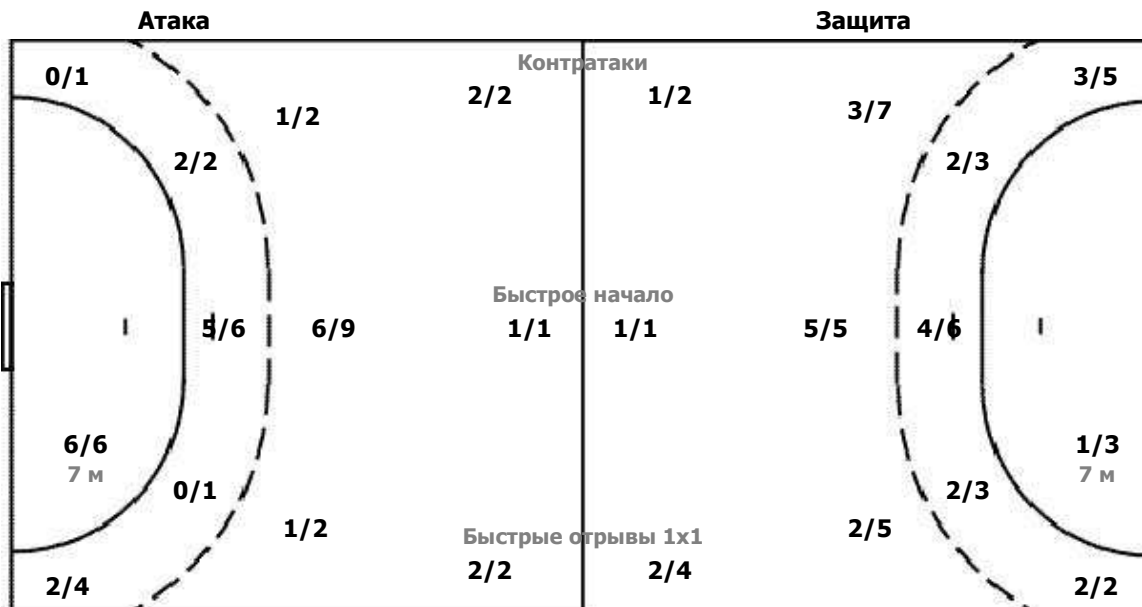 Атака Защита
Контратаки
0/1 3/5
2/2 1/2
1/2 3/7
2/2 2/3
Быстрое начало
5/6 6/9 1/1 1/1 5/5 4/6
6/6 1/3
7 м 7 м
0/1 2/3
1/2 2/5
Быстрые отрывы 1x1
2/2 2/4
2/4 2/2